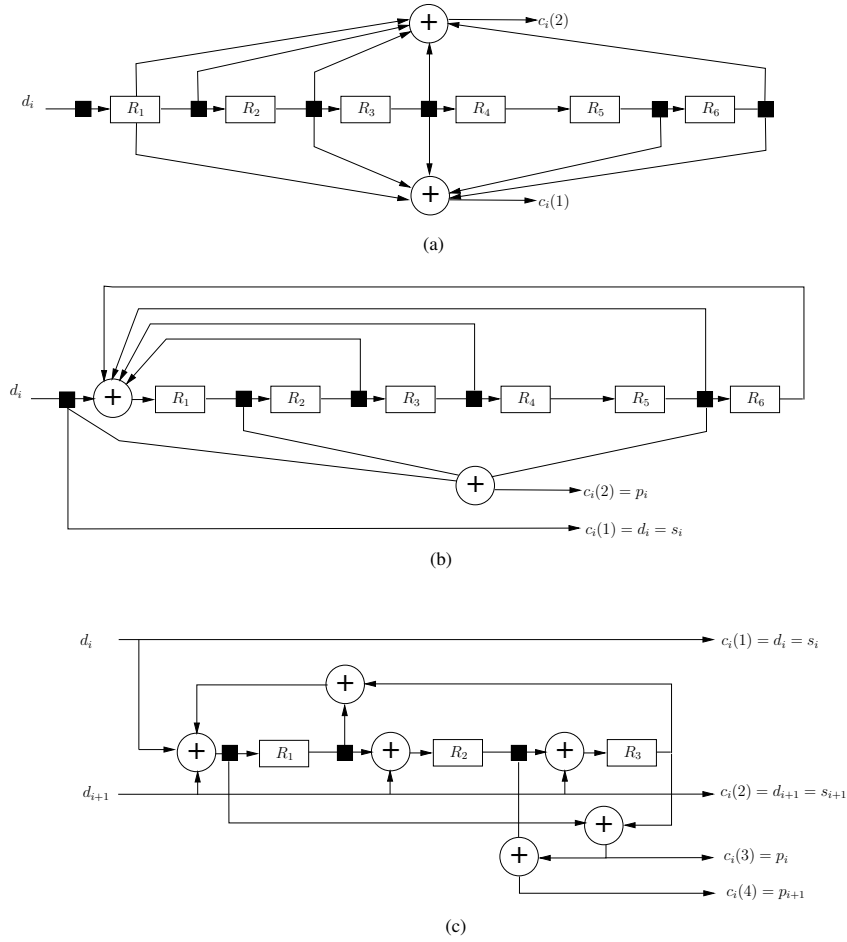 c_i(2)
d_i R_1 R_2 R_3 R_4 R_5 R_6
+
+
c_i(1)
(a)
d_i + R_1 R_2 R_3 R_4 R_5 R_6
+
c_i(2) = p_i
c_i(1) = d_i = s_i
(b)
d_i c_i(1) = d_i = s_i
+
+ R_1 + R_2 + R_3
d_{i+1} c_i(2) = d_{i+1} = s_{i+1}
+
+ c_i(3) = p_i
c_i(4) = p_{i+1}
(c)